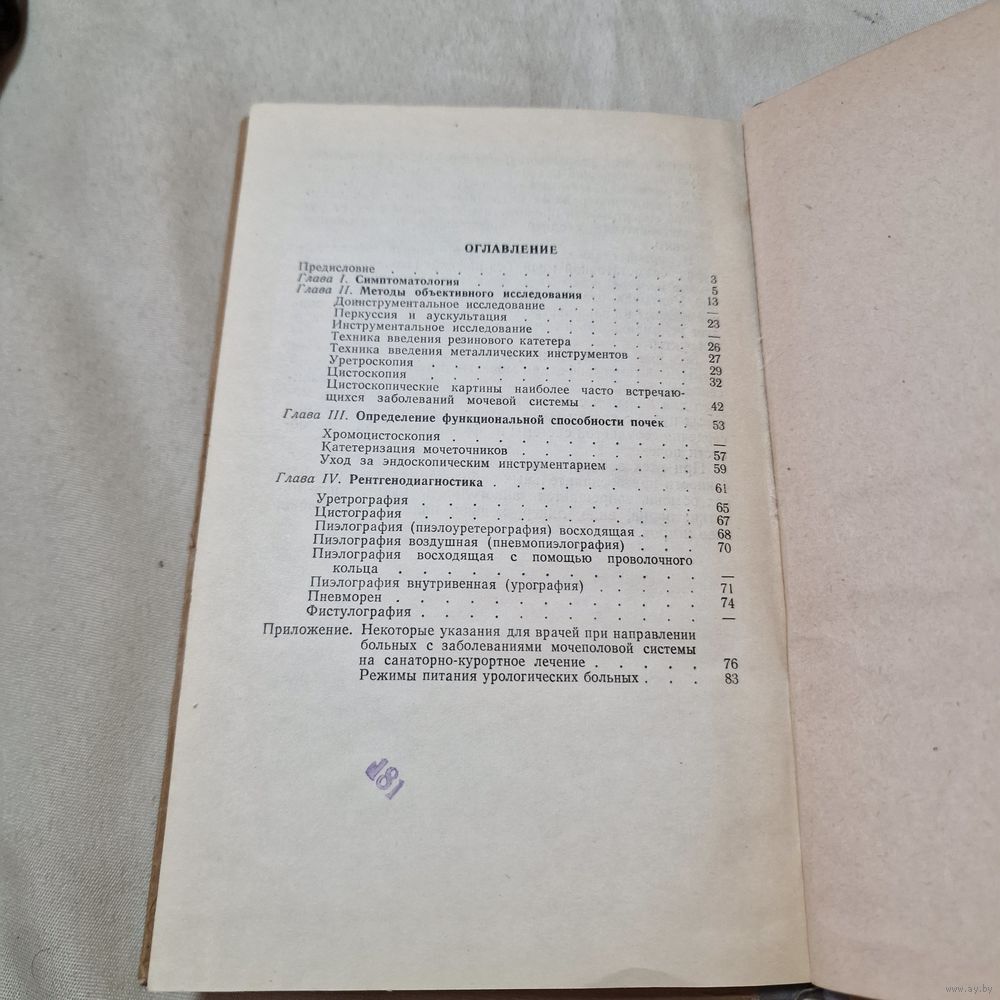 ОГЛАВЛЕНИЕ
Предисловие . . . . . . . . . . . 3
Глава I. Симптоматология . . . . . . . . 5
Глава II. Методы объективного исследования . . . . 13
Доинструментальное исследование . . . . . —
Перкуссия и аускультация . . . . . . 23
Инструментальное исследование . . . . . —
Техника введения резинового катетера . . . . 26
Техника введения металлических инструментов . . 27
Уретроскопия . . . . . . . . . 29
Цистоскопия . . . . . . . . . 32
Цистоскопические картины наиболее часто встречаю-
щихся заболеваний мочевой системы . . . . 42
Глава III. Определение функциональной способности почек . 53
Хромоцистоскопия . . . . . . . . —
Катетеризация мочеточников . . . . . . 57
Уход за эндоскопическим инструментарием . . . 59
Глава IV. Рентгенодиагностика . . . . . . . 61
Уретрография . . . . . . . . . 65
Цистография . . . . . . . . . 67
Пиэлография (пиэлоуретерография) восходящая . . 68
Пиэлография воздушная (пневмопиэлография) . . . 70
Пиэлография восходящая с помощью проволочного
кольца . . . . . . . . . . —
Пиэлография внутривенная (урография) . . . . 71
Пневморен . . . . . . . . . . 74
Фистулография . . . . . . . . . —
Приложение. Некоторые указания для врачей при направлении
больных с заболеваниями мочеполовой системы
на санаторно-курортное лечение . . . . . 76
Режимы питания урологических больных . . . 83
18Р
www.ay.by